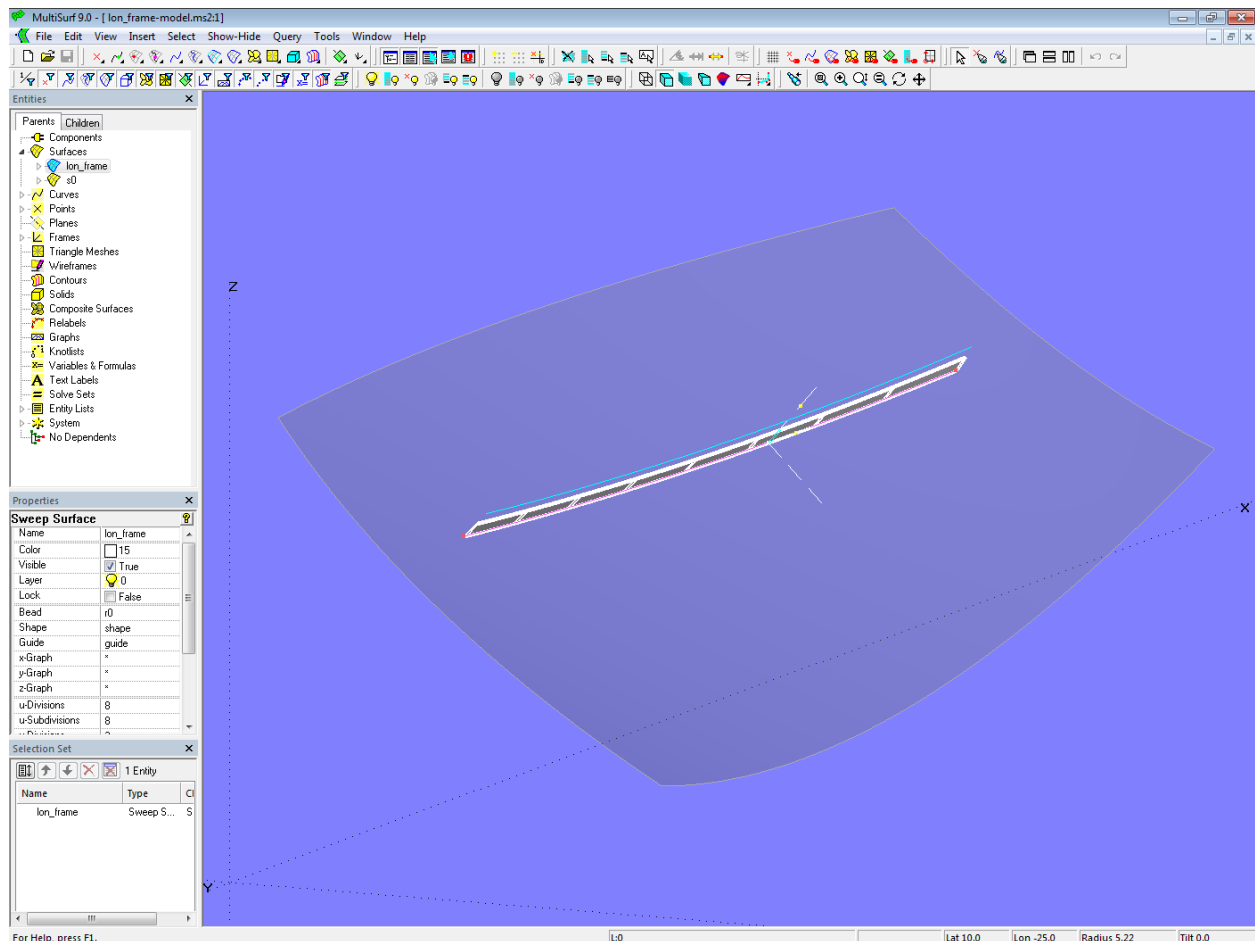 MultiSurf 9.0 - [ lon_frame-model.ms2:1]
File Edit View Insert Select Show-Hide Query Tools Window Help
Entities
Parents Children
Components
Surfaces
lon_frame
s0
Curves
Points
Planes
Frames
Triangle Meshes
Wireframes
Contours
Solids
Composite Surfaces
Relabels
Graphs
Knotlists
Variables & Formulas
Text Labels
Solve Sets
Entity Lists
System
No Dependents
Properties
Sweep Surface
Name lon_frame
Color 15
Visible True
Layer 0
Lock False
Bead r0
Shape shape
Guide guide
x-Graph *
y-Graph *
z-Graph *
u-Divisions 8
u-Subdivisions 8
Selection Set
1 Entity
Name Type Cl
lon_frame Sweep S... S
Z
X
Y
For Help, press F1. L:0 Lat 10.0 Lon -25.0 Radius 5.22 Tilt 0.0